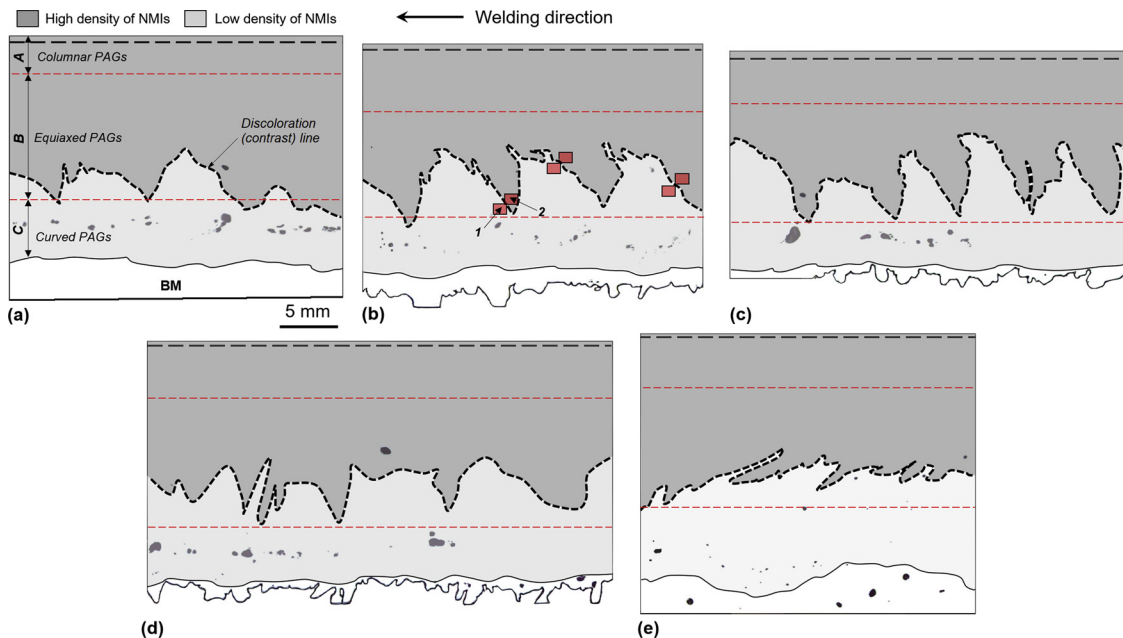 High density of NMIs
Low density of NMIs
Welding direction
A
Columnar PAGs
B
Equiaxed PAGs
Discoloration
(contrast) line
C
Curved PAGs
BM
(a)
5 mm
1
2
(b)
(c)
(d)
(e)